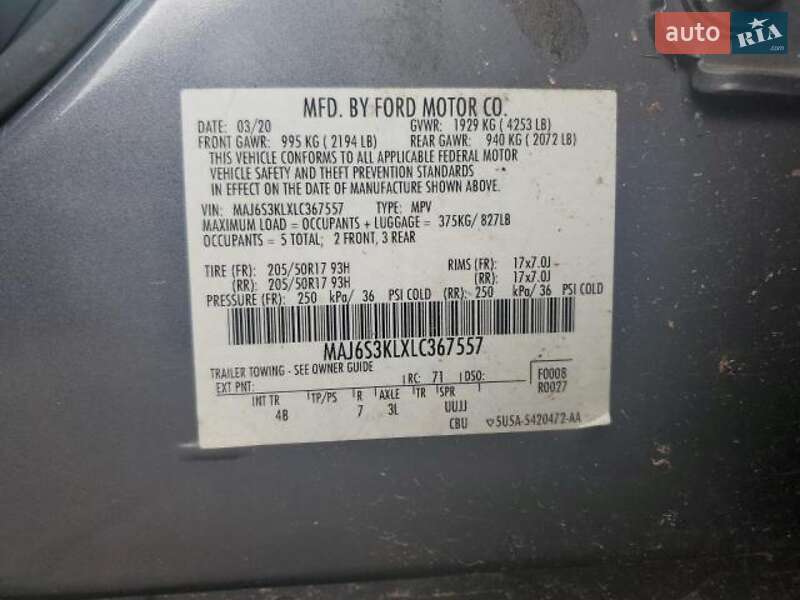 auto RIA
MFD. BY FORD MOTOR CO.
DATE: 03/20 GVWR: 1929 KG ( 4253 LB)
FRONT GAWR: 995 KG ( 2194 LB) REAR GAWR: 940 KG ( 2072 LB)
THIS VEHICLE CONFORMS TO ALL APPLICABLE FEDERAL MOTOR
VEHICLE SAFETY AND THEFT PREVENTION STANDARDS
IN EFFECT ON THE DATE OF MANUFACTURE SHOWN ABOVE.
VIN: MAJ6S3KLXLC367557 TYPE: MPV
MAXIMUM LOAD = OCCUPANTS + LUGGAGE = 375KG/ 827LB
OCCUPANTS = 5 TOTAL; 2 FRONT, 3 REAR
TIRE (FR): 205/50R17 93H RIMS (FR): 17x7.0J
(RR): 205/50R17 93H (RR): 17x7.0J
PRESSURE (FR): 250 kPa/ 36 PSI COLD (RR): 250 kPa/ 36 PSI COLD
MAJ6S3KLXLC367557
TRAILER TOWING - SEE OWNER GUIDE
EXT PNT: RC: 71 DSO: F0008
R0027
INT TR TP/PS R AXLE TR SPR
4B 7 3L UUJJ
CBU 5U5A-5420472-AA